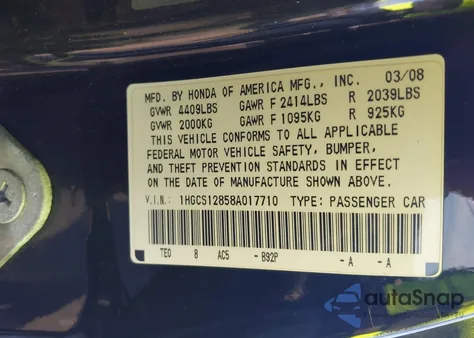 MFD. BY HONDA OF AMERICA MFG., INC. 03/08
GVWR 4409LBS GAWR F 2414LBS R 2039LBS
GVWR 2000KG GAWR F 1095KG R 925KG
THIS VEHICLE CONFORMS TO ALL APPLICABLE
FEDERAL MOTOR VEHICLE SAFETY, BUMPER,
AND THEFT PREVENTION STANDARDS IN EFFECT
ON THE DATE OF MANUFACTURE SHOWN ABOVE.
V.I.N.: 1HGCS12858A017710 TYPE: PASSENGER CAR
TEO 8 AC5 -B92P -A -A
autoSnap